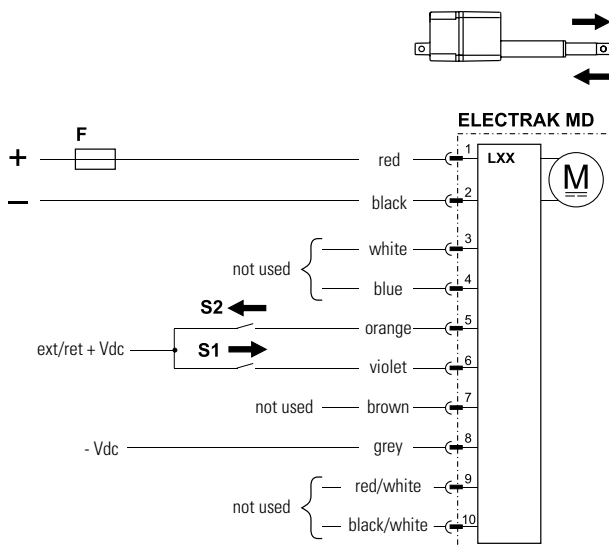 ELECTRAK MD
F
+ red 1 LXX
M
− black 2
white 3
not used
blue 4
S2
orange 5
ext/ret + Vdc
S1
violet 6
not used brown 7
- Vdc grey 8
red/white 9
not used
black/white 10